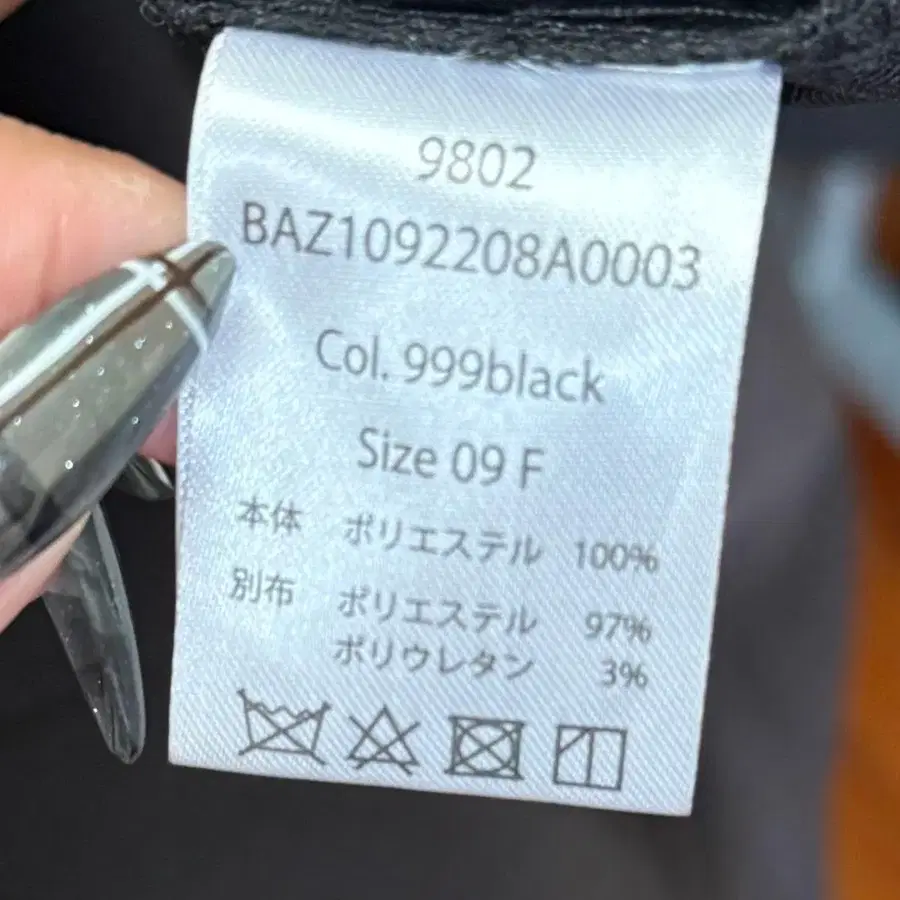 9802
BAZ1092208A0003
Col. 999black
Size 09 F
本体 ポリエステル 100%
別布 ポリエステル 97%
ポリウレタン 3%